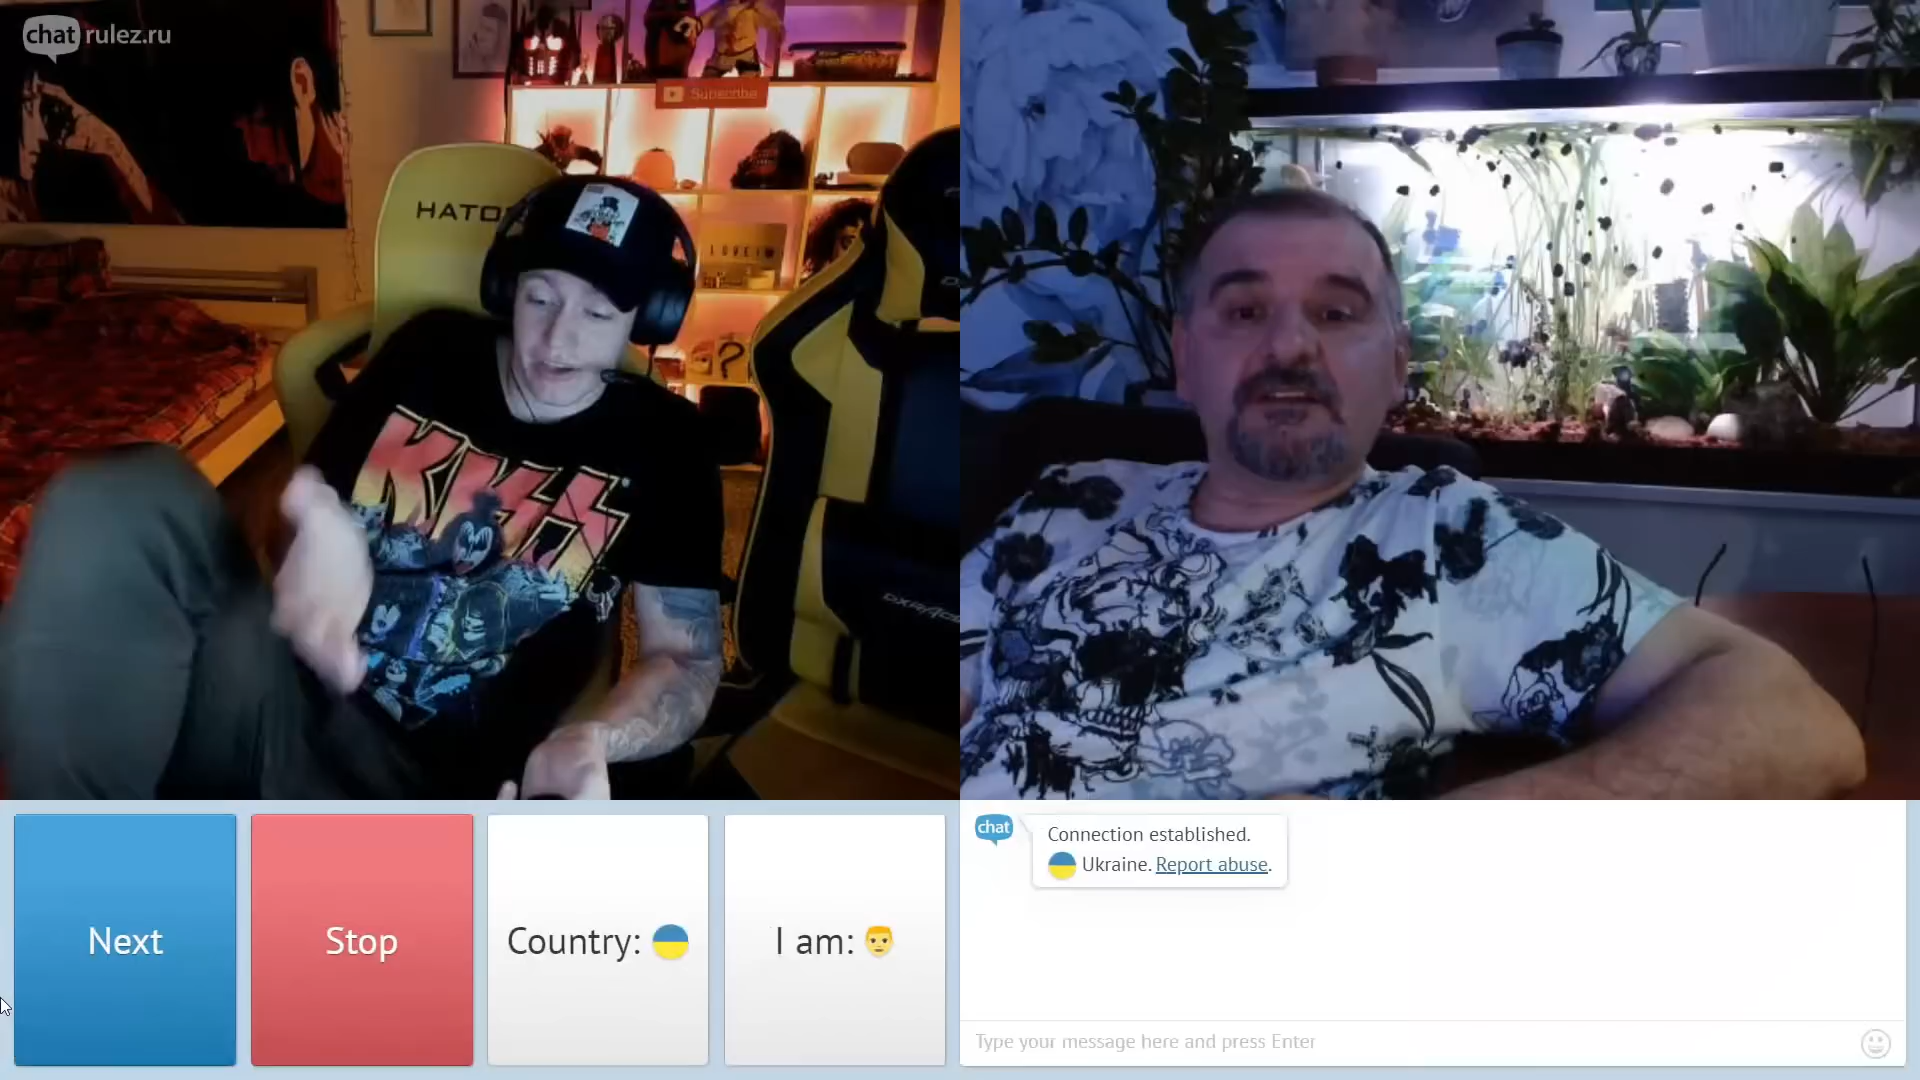 chat rulez.ru
Subscribe
HATO
KISS
Connection established.
Ukraine. Report abuse.
Next
Stop
Country:
I am:
Type your message here and press Enter
chat